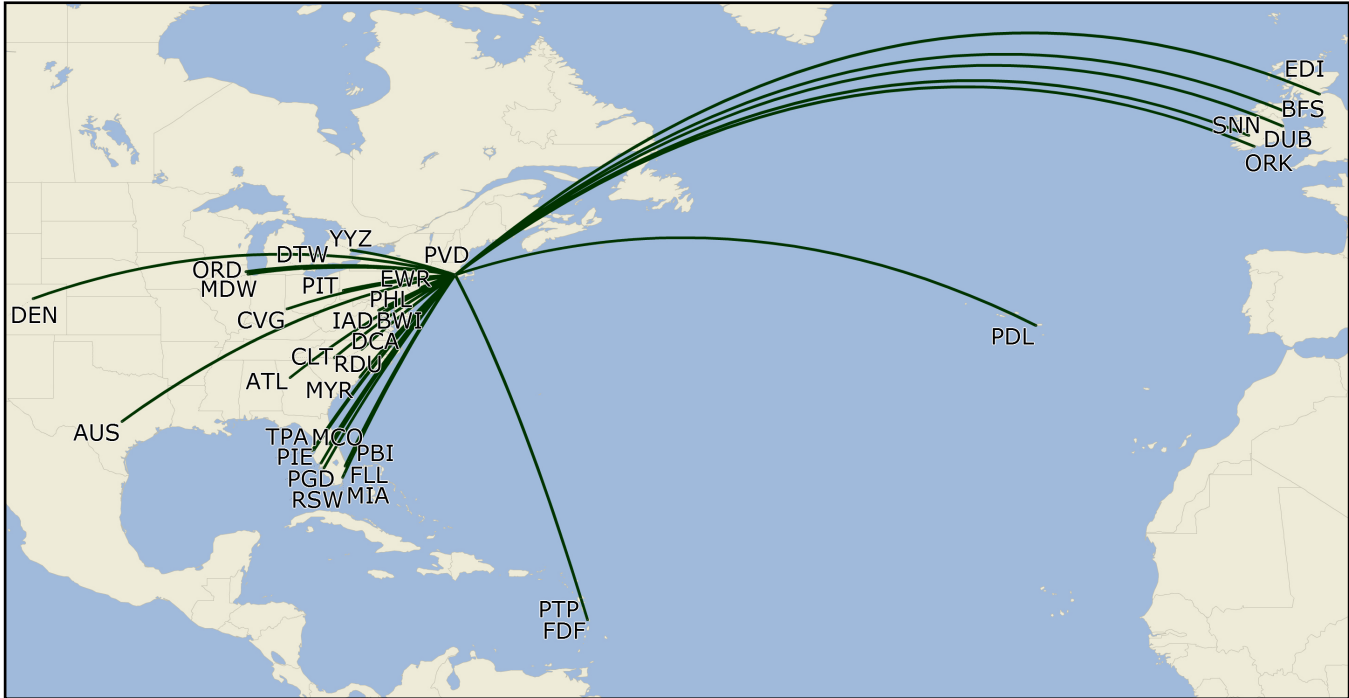 EDI
BFS
SNN
DUB
ORK
YYZ
DTW
PVD
ORD
MDW
PIT
EWR
PHL
DEN
CVG
IAD
BWI
PDL
DCA
CLT
RDU
ATL
MYR
AUS
TPA
MCO
PIE
PBI
PGD
FLL
RSW
MIA
PTP
FDF